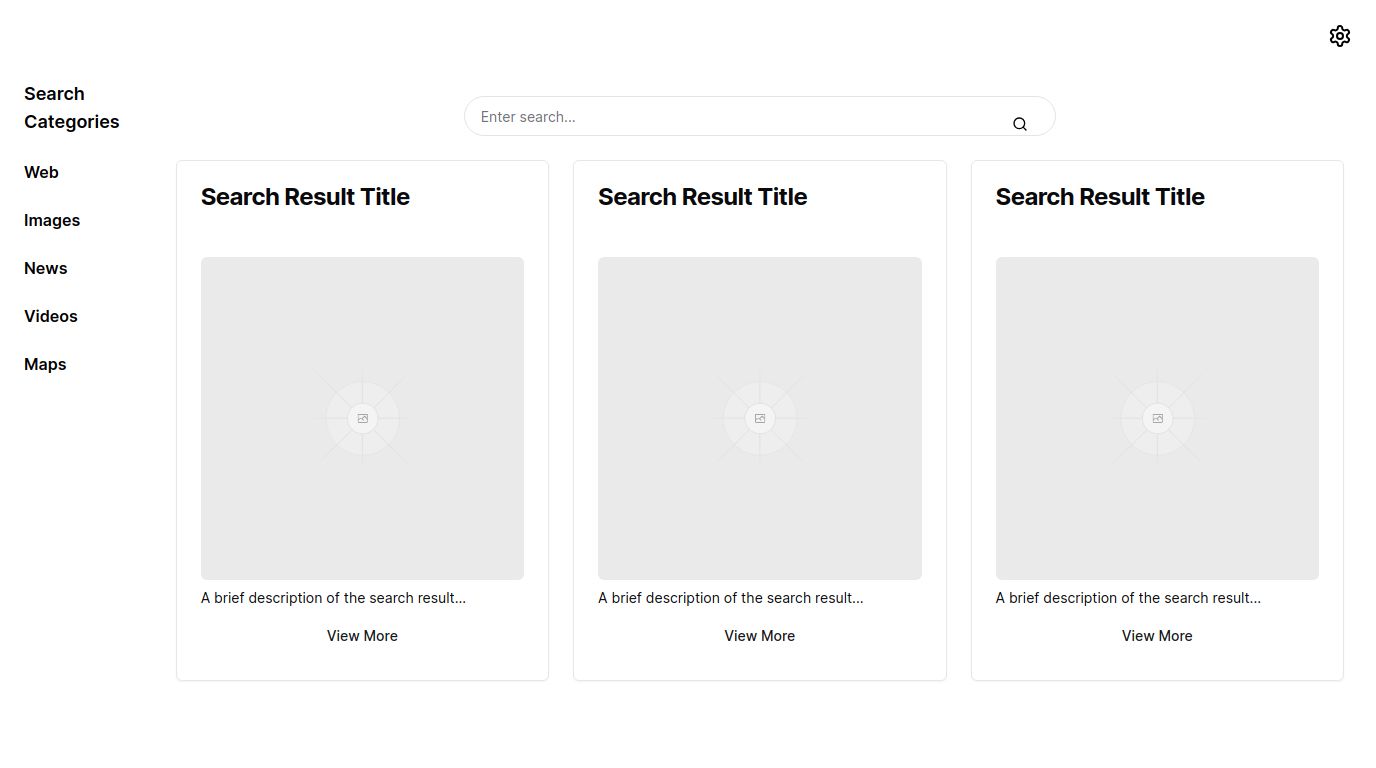 Search
Categories
Web
Images
News
Videos
Maps
Enter search...
Search Result Title
A brief description of the search result...
View More
Search Result Title
A brief description of the search result...
View More
Search Result Title
A brief description of the search result...
View More